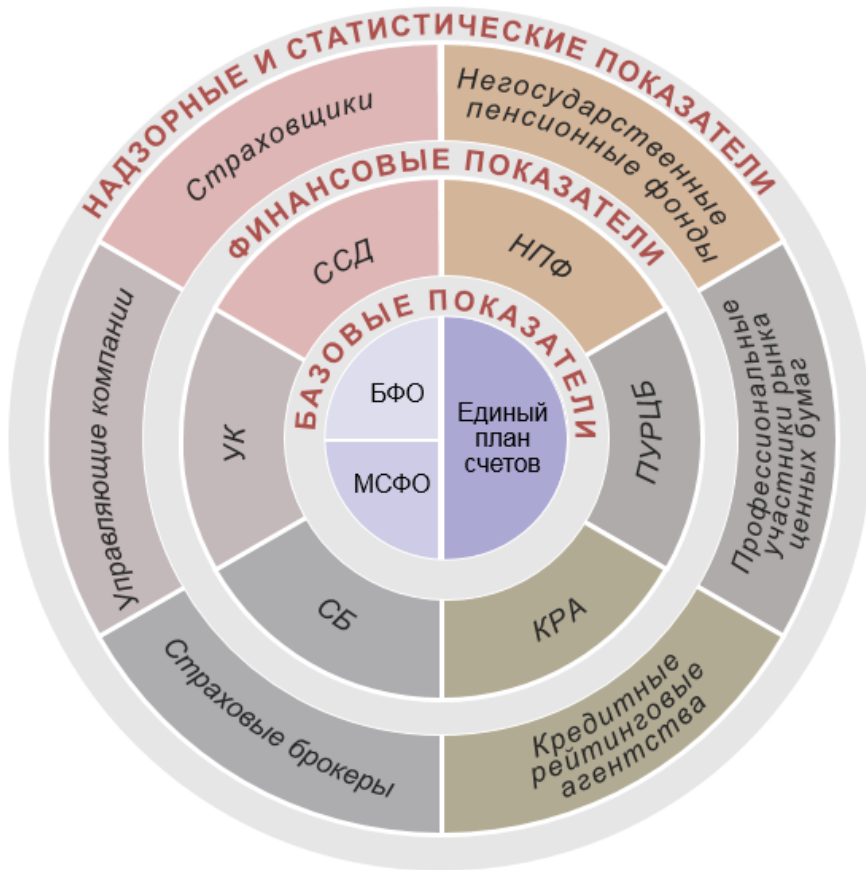 НАДЗОРНЫЕ И СТАТИСТИЧЕСКИЕ ПОКАЗАТЕЛИ
Страховщики
Негосударственные
пенсионные фонды
Профессиональные
участники рынка
ценных бумаг
Кредитные
рейтинговые
агентства
Страховые брокеры
Управляющие компании
ФИНАНСОВЫЕ ПОКАЗАТЕЛИ
ССД
НПФ
ПУРЦБ
КРА
СБ
УК
БАЗОВЫЕ ПОКАЗАТЕЛИ
БФО
МСФО
Единый
план
счетов